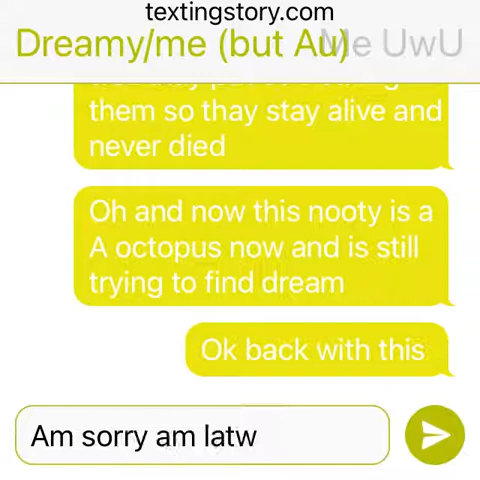 textingstory.com
Dreamy/me (but Au) Me UwU
them so thay stay alive and
never died
Oh and now this nooty is a
A octopus now and is still
trying to find dream
Ok back with this
Am sorry am latw